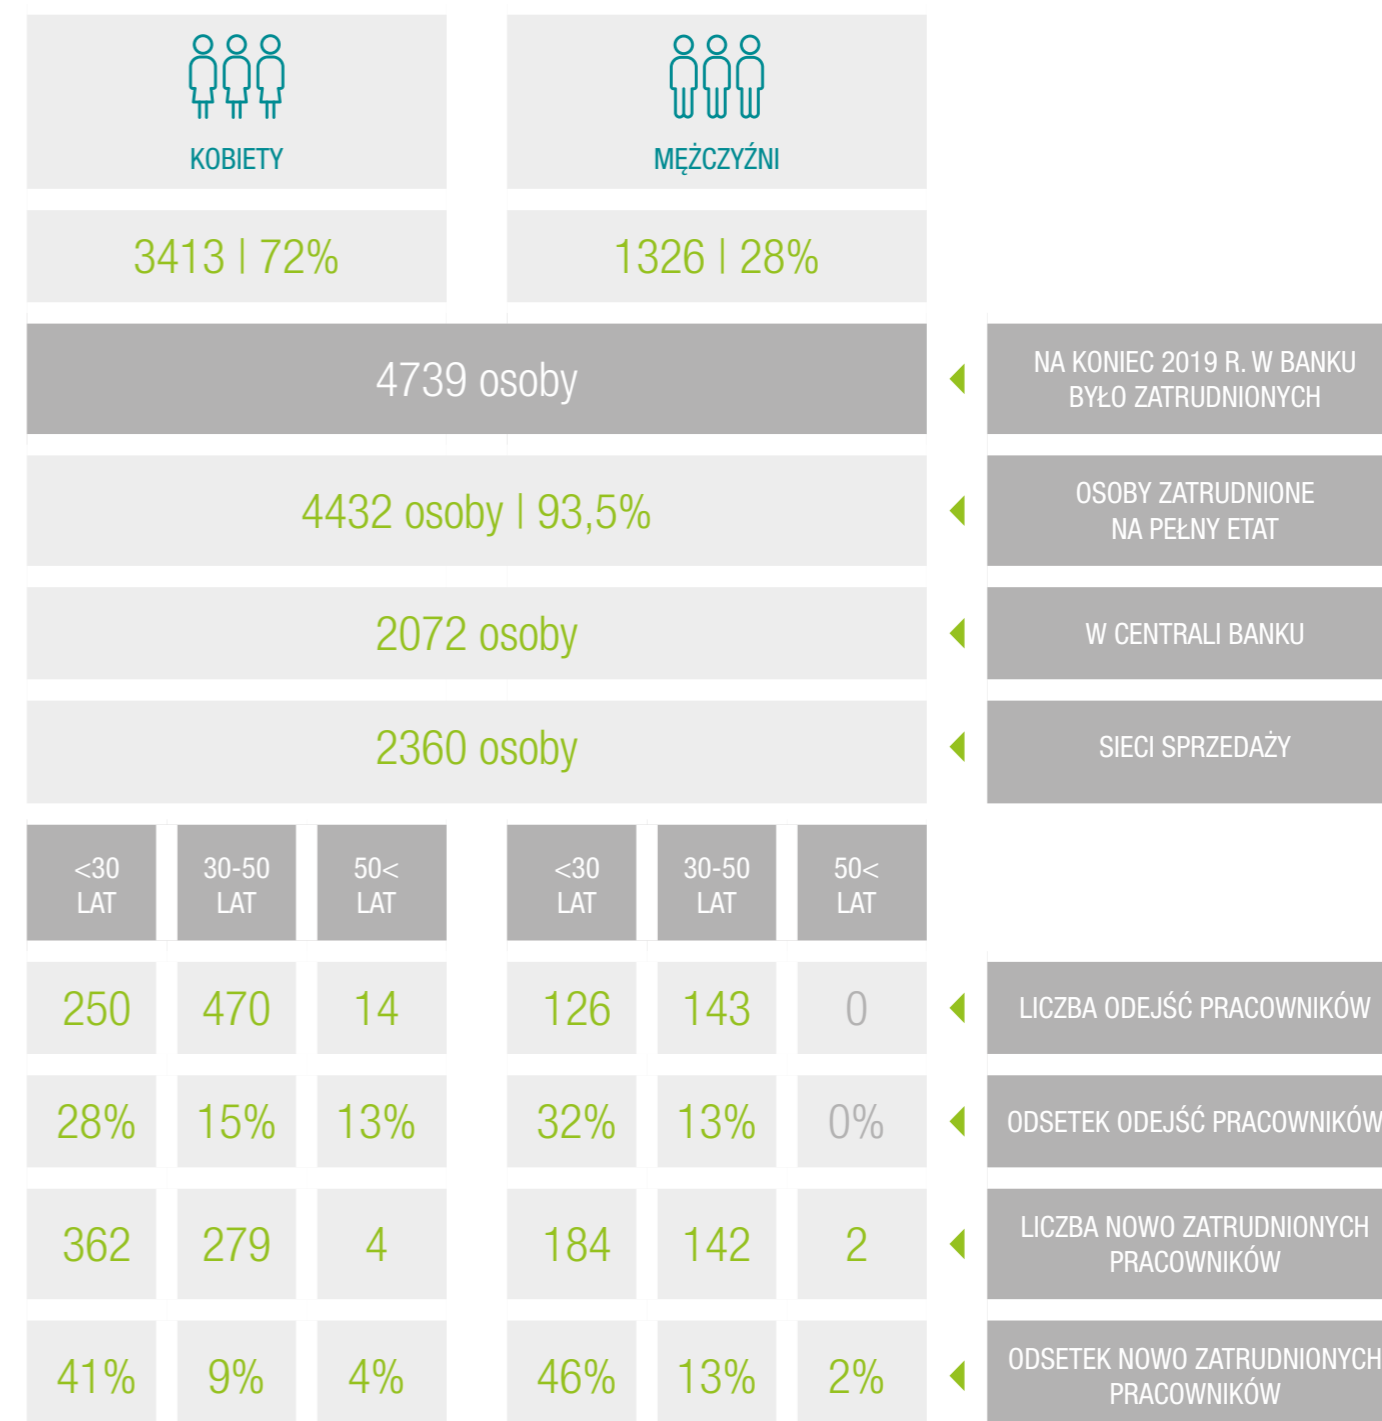 KOBIETY
MĘŻCZYŹNI
3413 | 72%
1326 | 28%
4739 osoby
NA KONIEC 2019 R. W BANKU
BYŁO ZATRUDNIONYCH
4432 osoby | 93,5%
OSOBY ZATRUDNIONE
NA PEŁNY ETAT
2072 osoby
W CENTRALI BANKU
2360 osoby
SIECI SPRZEDAŻY
<30
LAT
30-50
LAT
50<
LAT
<30
LAT
30-50
LAT
50<
LAT
250 470 14 126 143 0
LICZBA ODEJŚĆ PRACOWNIKÓW
28% 15% 13% 32% 13% 0%
ODSETEK ODEJŚĆ PRACOWNIKÓW
362 279 4 184 142 2
LICZBA NOWO ZATRUDNIONYCH
PRACOWNIKÓW
41% 9% 4% 46% 13% 2%
ODSETEK NOWO ZATRUDNIONYCH
PRACOWNIKÓW